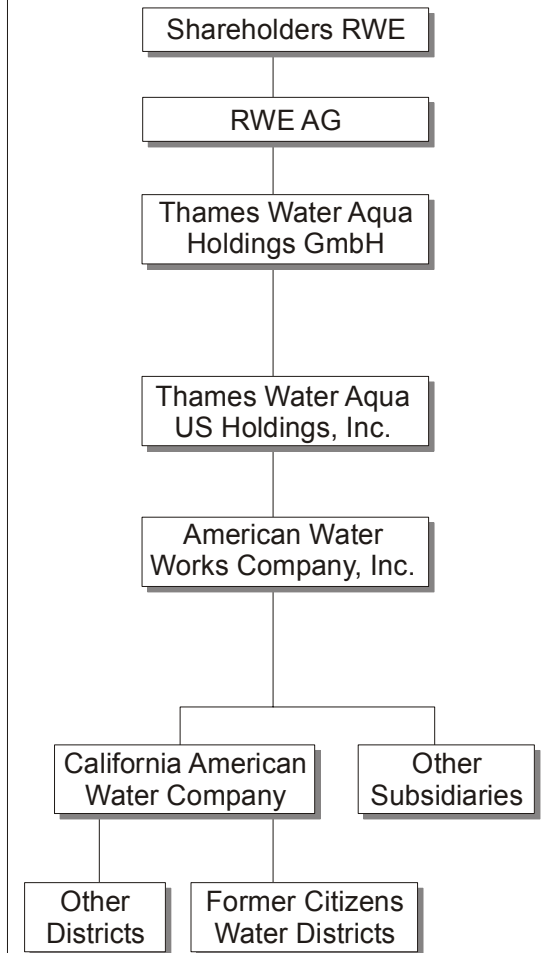 Shareholders RWE
RWE AG
Thames Water Aqua
Holdings GmbH
Thames Water Aqua
US Holdings, Inc.
American Water
Works Company, Inc.
California American
Water Company
Other
Subsidiaries
Other
Districts
Former Citizens
Water Districts